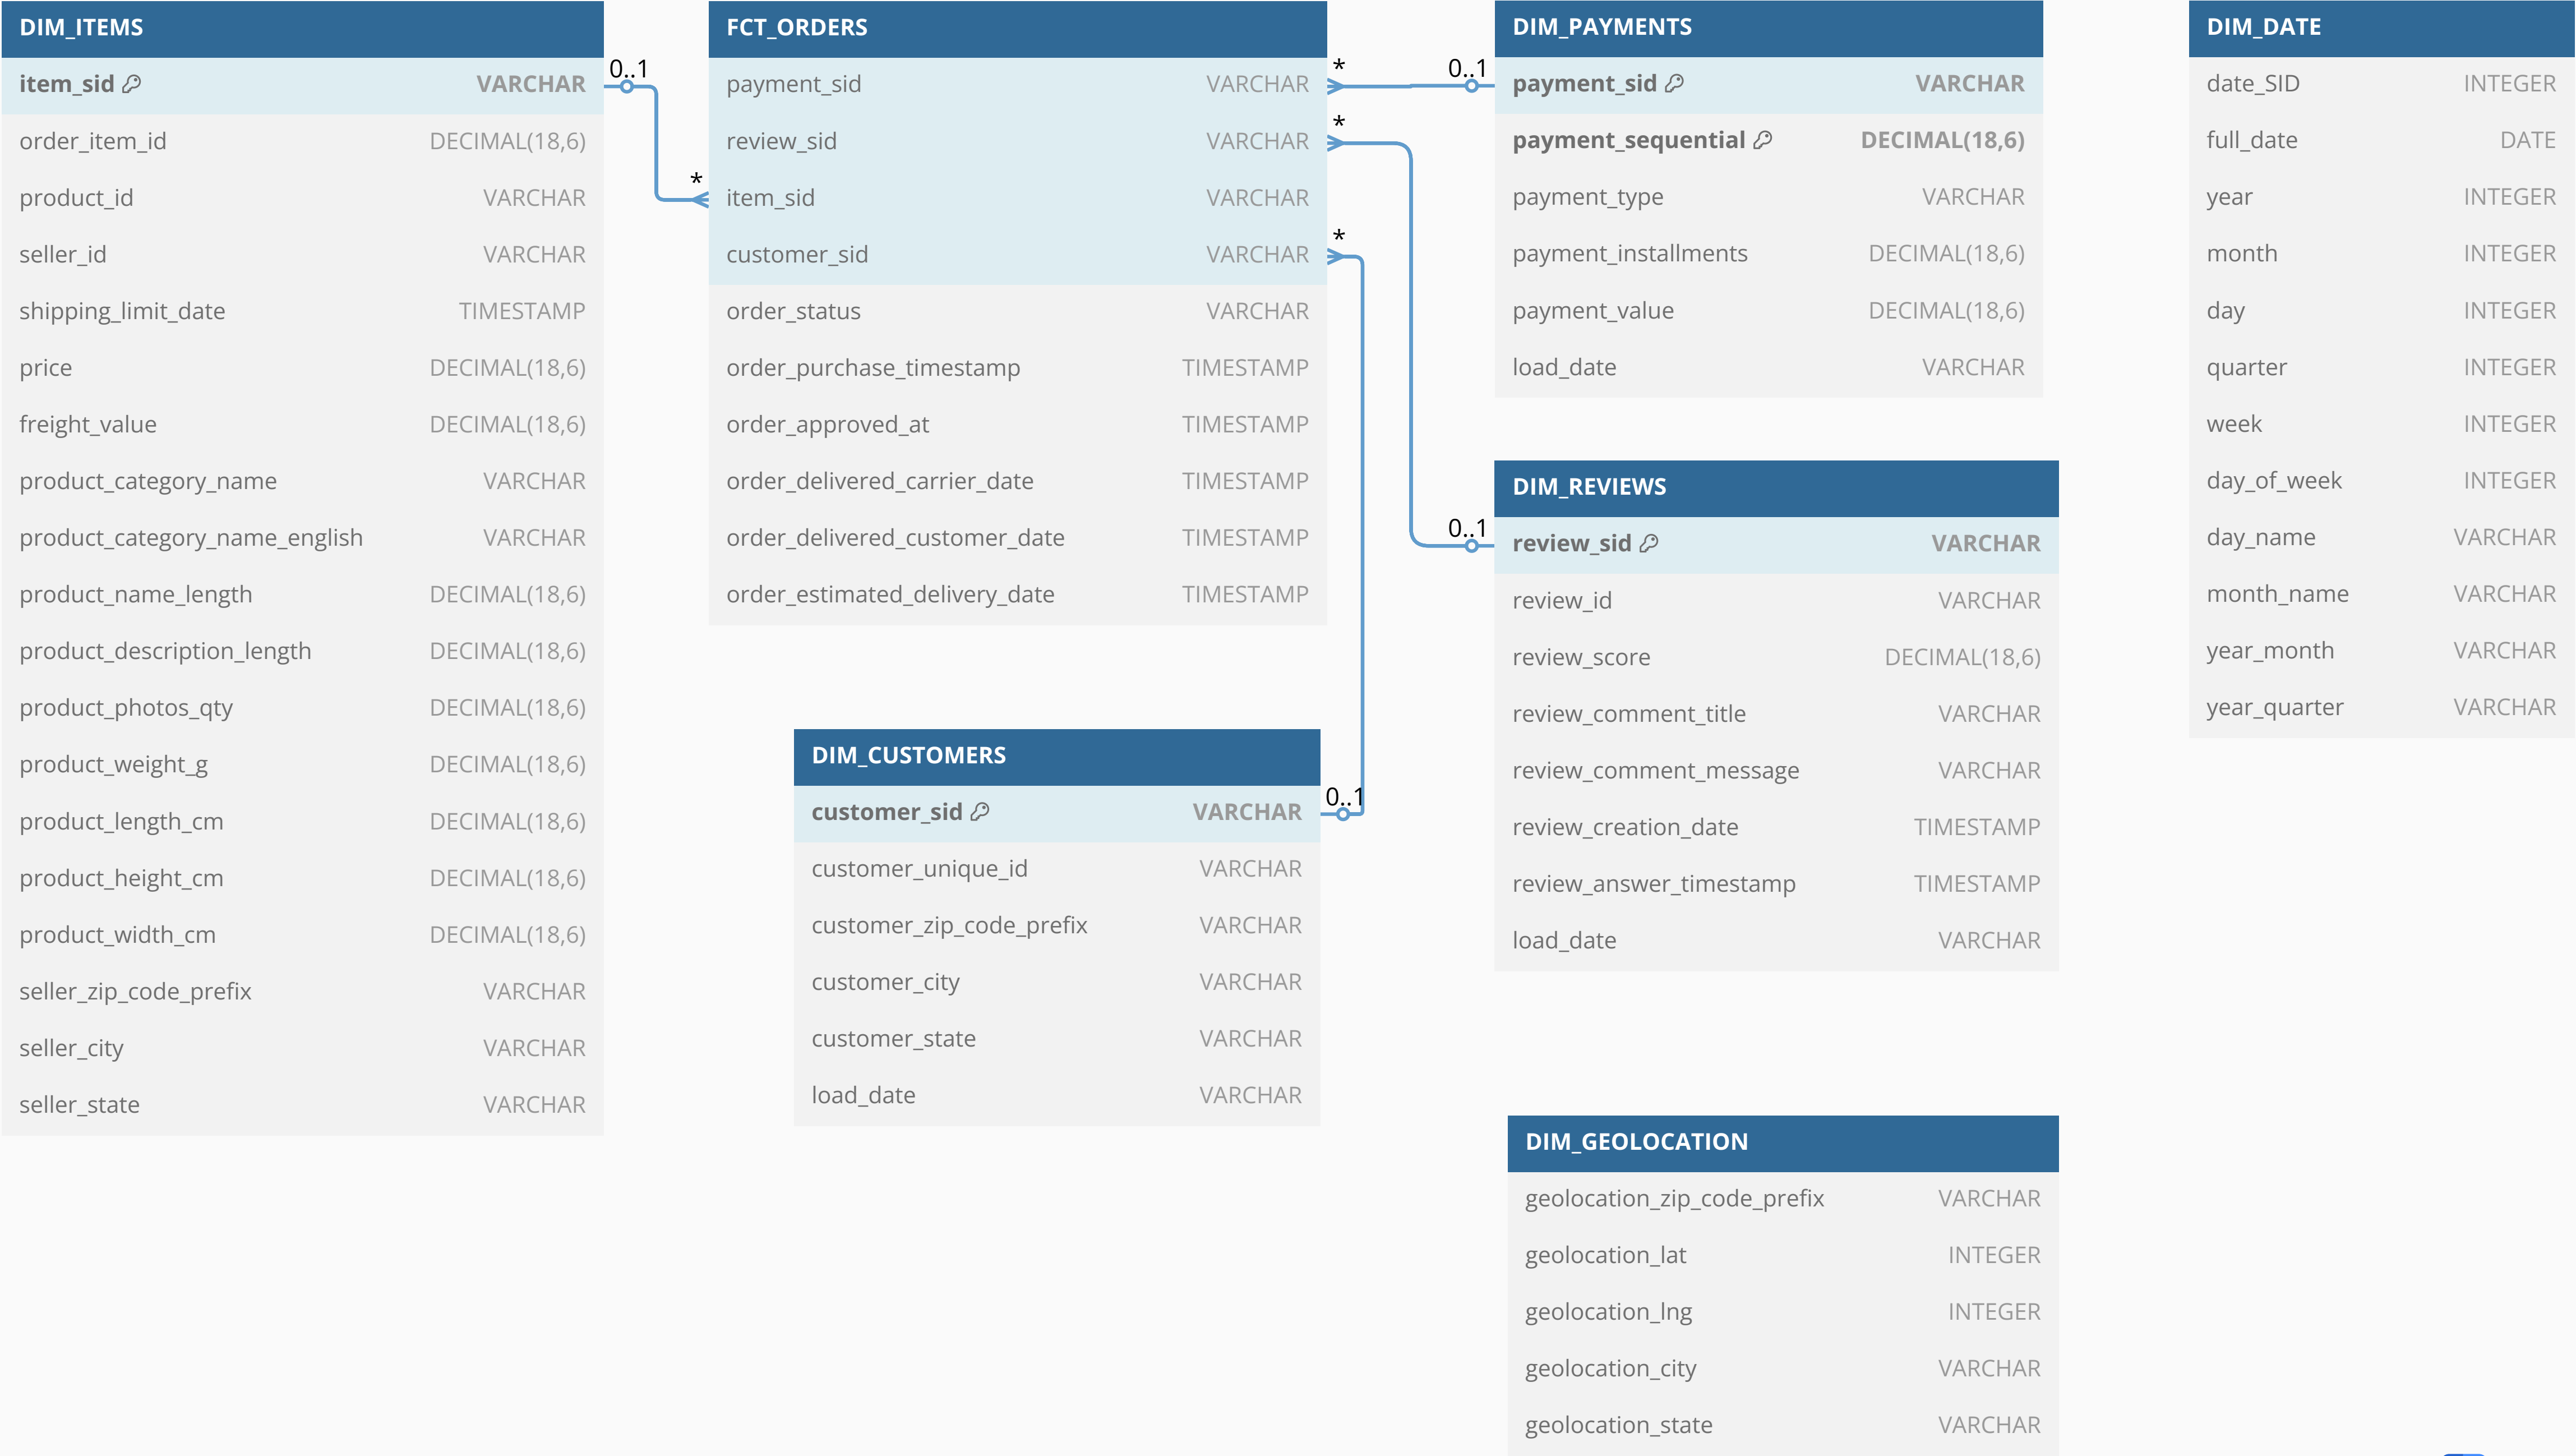 DIM_ITEMS
item_sid VARCHAR
order_item_id DECIMAL(18,6)
product_id VARCHAR
seller_id VARCHAR
shipping_limit_date TIMESTAMP
price DECIMAL(18,6)
freight_value DECIMAL(18,6)
product_category_name VARCHAR
product_category_name_english VARCHAR
product_name_length DECIMAL(18,6)
product_description_length DECIMAL(18,6)
product_photos_qty DECIMAL(18,6)
product_weight_g DECIMAL(18,6)
product_length_cm DECIMAL(18,6)
product_height_cm DECIMAL(18,6)
product_width_cm DECIMAL(18,6)
seller_zip_code_prefix VARCHAR
seller_city VARCHAR
seller_state VARCHAR
0..1
*
FCT_ORDERS
payment_sid VARCHAR
review_sid VARCHAR
item_sid VARCHAR
customer_sid VARCHAR
order_status VARCHAR
order_purchase_timestamp TIMESTAMP
order_approved_at TIMESTAMP
order_delivered_carrier_date TIMESTAMP
order_delivered_customer_date TIMESTAMP
order_estimated_delivery_date TIMESTAMP
* 0..1
*
*
0..1
DIM_CUSTOMERS
customer_sid VARCHAR
0..1
customer_unique_id VARCHAR
customer_zip_code_prefix VARCHAR
customer_city VARCHAR
customer_state VARCHAR
load_date VARCHAR
DIM_PAYMENTS
payment_sid VARCHAR
payment_sequential DECIMAL(18,6)
payment_type VARCHAR
payment_installments DECIMAL(18,6)
payment_value DECIMAL(18,6)
load_date VARCHAR
DIM_REVIEWS
review_sid VARCHAR
review_id VARCHAR
review_score DECIMAL(18,6)
review_comment_title VARCHAR
review_comment_message VARCHAR
review_creation_date TIMESTAMP
review_answer_timestamp TIMESTAMP
load_date VARCHAR
DIM_GEOLOCATION
geolocation_zip_code_prefix VARCHAR
geolocation_lat INTEGER
geolocation_lng INTEGER
geolocation_city VARCHAR
geolocation_state VARCHAR
DIM_DATE
date_SID INTEGER
full_date DATE
year INTEGER
month INTEGER
day INTEGER
quarter INTEGER
week INTEGER
day_of_week INTEGER
day_name VARCHAR
month_name VARCHAR
year_month VARCHAR
year_quarter VARCHAR